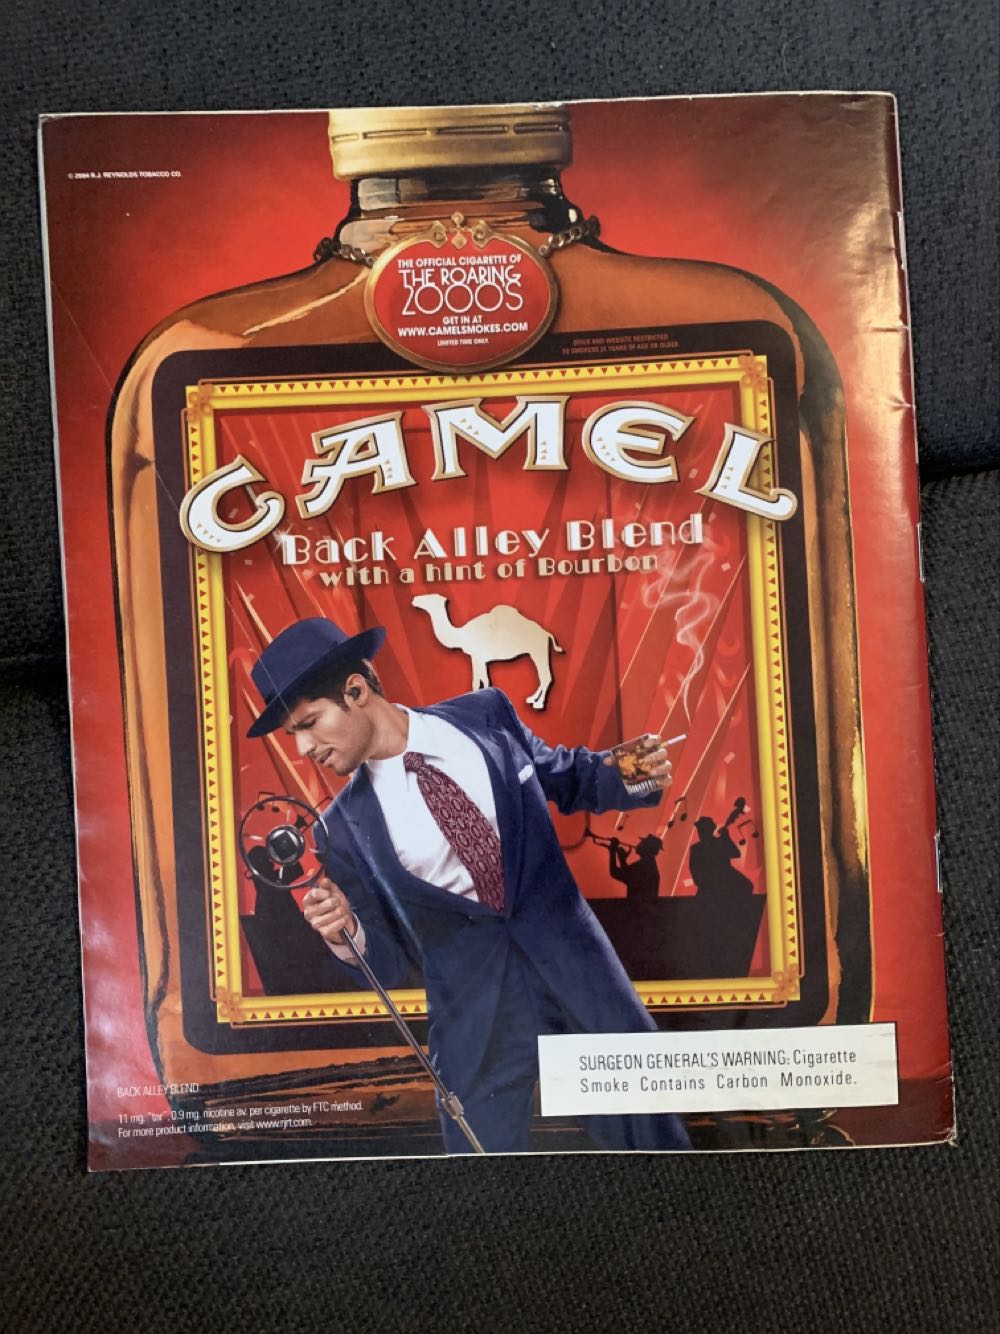 © 2004 R.J. REYNOLDS TOBACCO CO.
THE OFFICIAL CIGARETTE OF
THE ROARING
2000S
GET IN AT
WWW.CAMELSMOKES.COM
LIMITED TIME ONLY.
OFFER AND WEBSITE RESTRICTED
TO SMOKERS 21 YEARS OF AGE OR OLDER
CAMEL
Back Alley Blend
with a hint of Bourbon
SURGEON GENERAL'S WARNING: Cigarette
Smoke Contains Carbon Monoxide.
BACK ALLEY BLEND
11 mg. "tar", 0.9 mg. nicotine av. per cigarette by FTC method.
For more product information, visit www.rjrt.com.